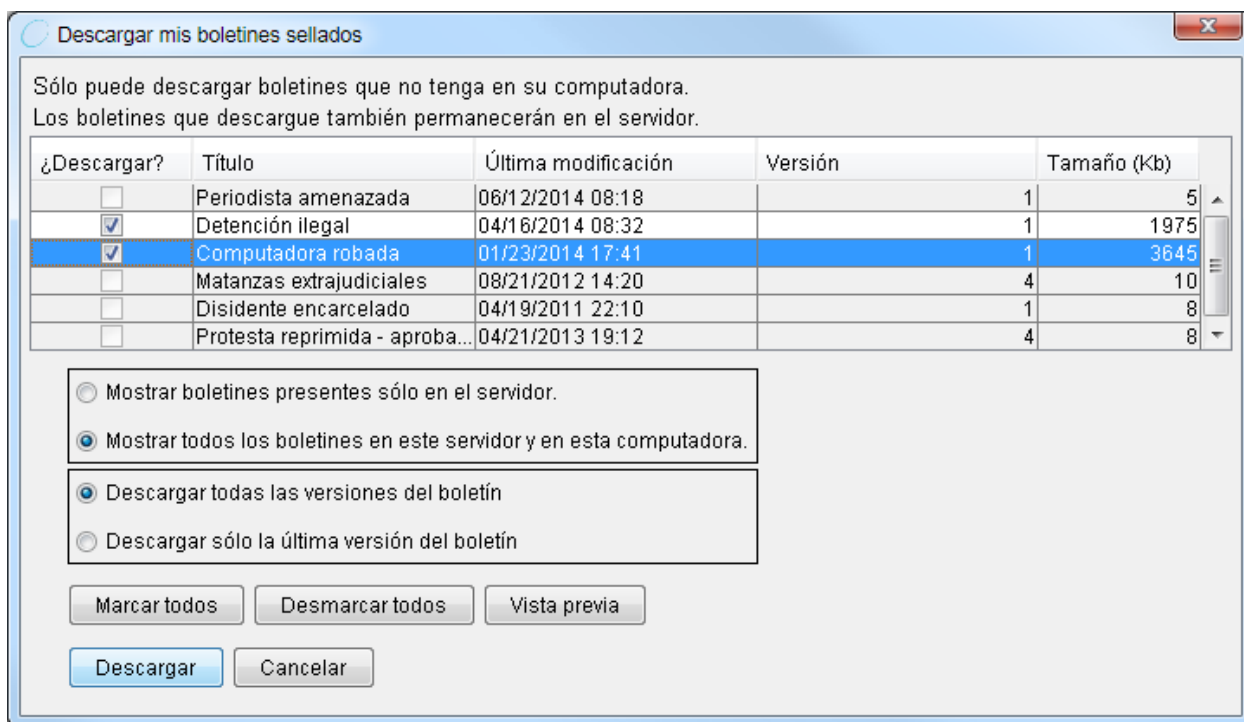 Descargar mis boletines sellados
Sólo puede descargar boletines que no tenga en su computadora.
Los boletines que descargue también permanecerán en el servidor.
¿Descargar? Título Última modificación Versión Tamaño (Kb)
Periodista amenazada 06/12/2014 08:18 1 5
Detención ilegal 04/16/2014 08:32 1 1975
Computadora robada 01/23/2014 17:41 1 3645
Matanzas extrajudiciales 08/21/2012 14:20 4 10
Disidente encarcelado 04/19/2011 22:10 1 8
Protesta reprimida - aproba... 04/21/2013 19:12 4 8
Mostrar boletines presentes sólo en el servidor.
Mostrar todos los boletines en este servidor y en esta computadora.
Descargar todas las versiones del boletín
Descargar sólo la última versión del boletín
Marcar todos Desmarcar todos Vista previa
Descargar Cancelar